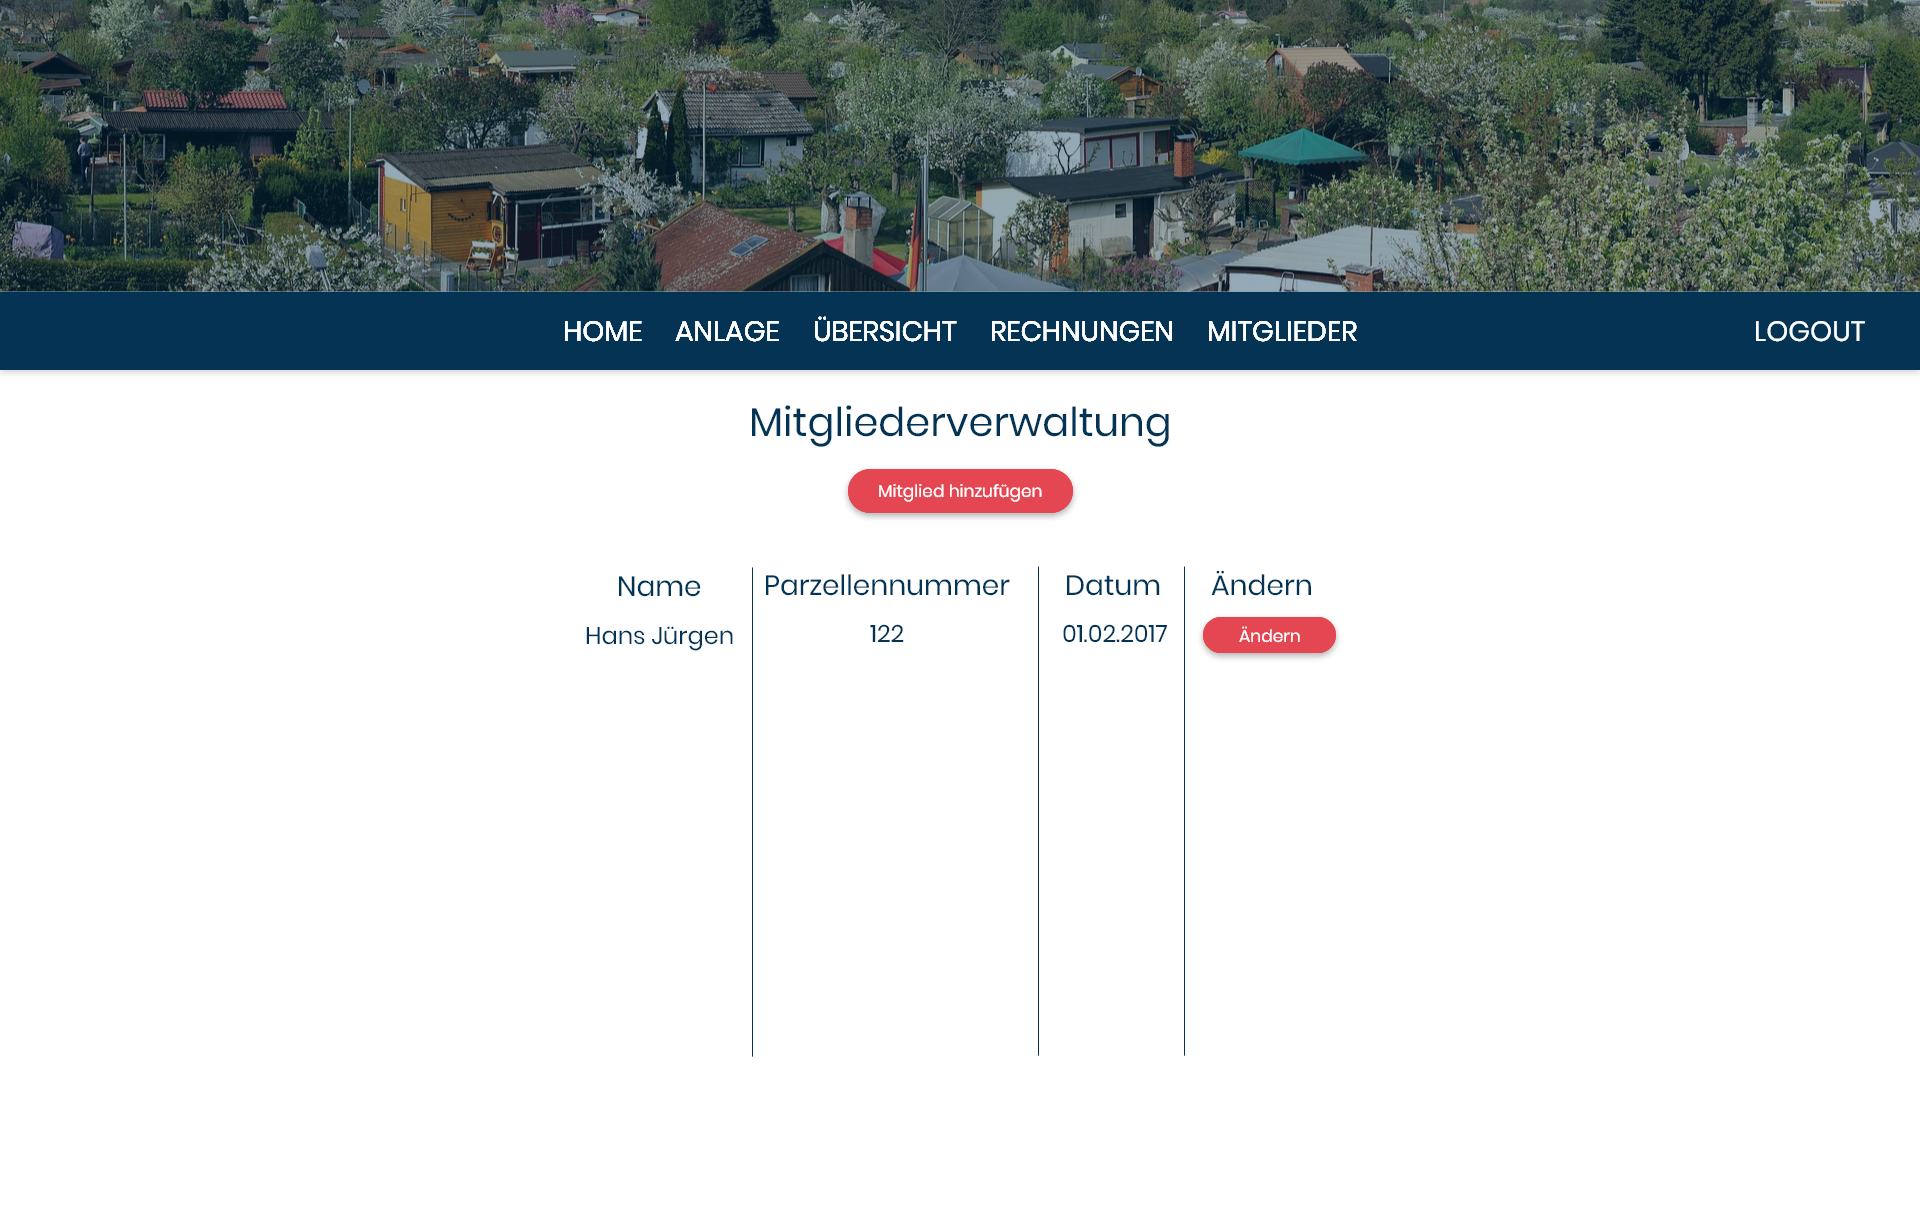 HOME ANLAGE ÜBERSICHT RECHNUNGEN MITGLIEDER LOGOUT
Mitgliederverwaltung
Mitglied hinzufügen
Name Parzellennummer Datum Ändern
Hans Jürgen 122 01.02.2017 Ändern